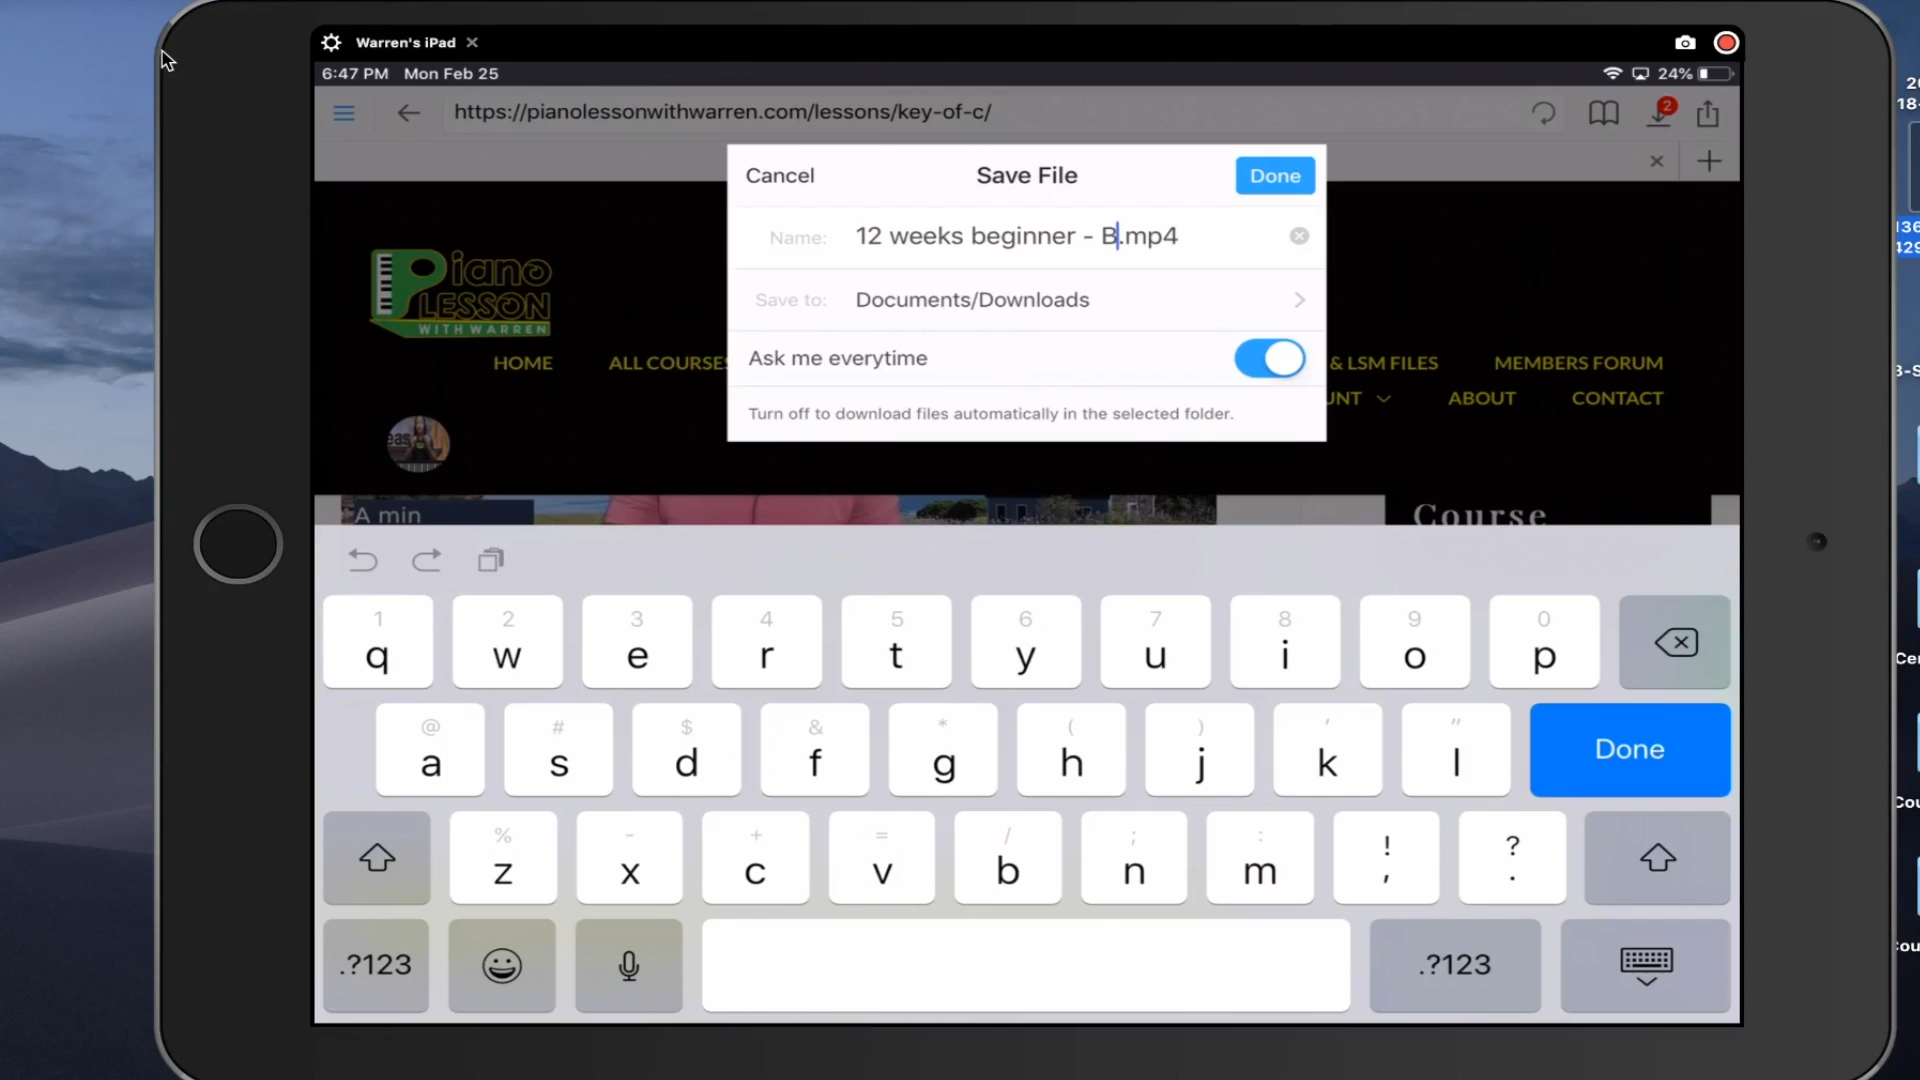 Warren's iPad
6:47 PM Mon Feb 25
24%
https://pianolessonwithwarren.com/lessons/key-of-c/
2
Cancel
Save File
Done
Name:
12 weeks beginner - B.mp4
Save to:
Documents/Downloads
Ask me everytime
Turn off to download files automatically in the selected folder.
Piano
LESSON
WITH WARREN
HOME
ALL COURSES
& LSM FILES
MEMBERS FORUM
ABOUT
CONTACT
A min
Course
1 2 3 4 5 6 7 8 9 0
q w e r t y u i o p
@ # $ & * ( ) ' "
a s d f g h j k l
Done
% - + = / ; : ! ?
z x c v b n m , .
.?123
.?123